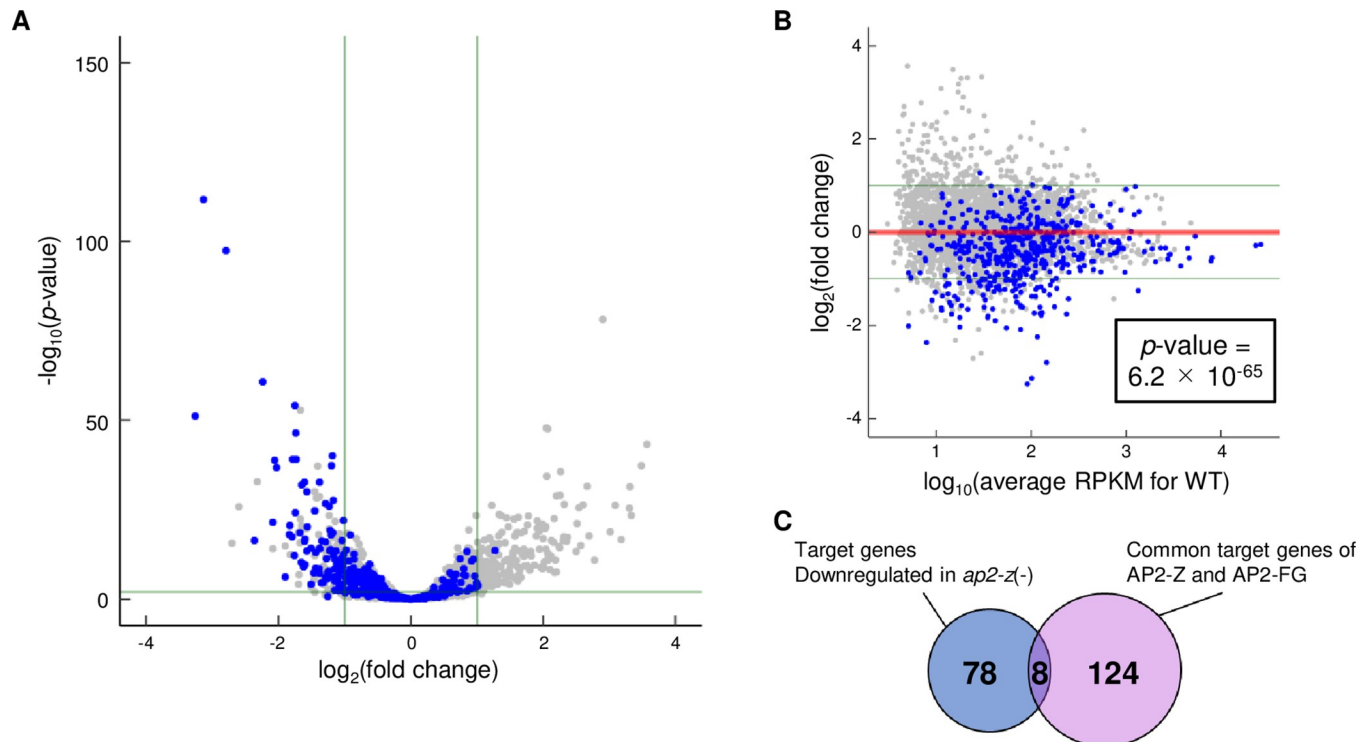 A
150
100
50
0
-log10(p-value)
-4
-2
0
2
4
log2(fold change)
B
4
2
0
-2
-4
log2(fold change)
p-value =
6.2 × 10-65
1
2
3
4
log10(average RPKM for WT)
C
Target genes
Downregulated in ap2-z(-)
Common target genes of
AP2-Z and AP2-FG
78
8
124